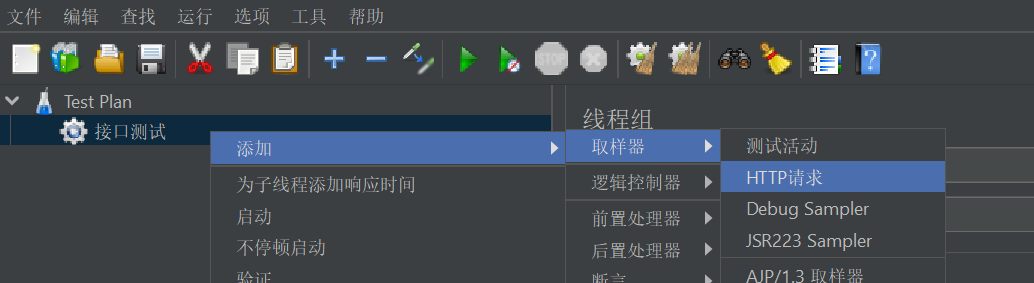 文件 编辑 查找 运行 选项 工具 帮助
Test Plan
接口测试
线程组
添加
为子线程添加响应时间
启动
不停顿启动
验证
取样器
逻辑控制器
前置处理器
后置处理器
断言
测试活动
HTTP请求
Debug Sampler
JSR223 Sampler
AJP/1.3 取样器